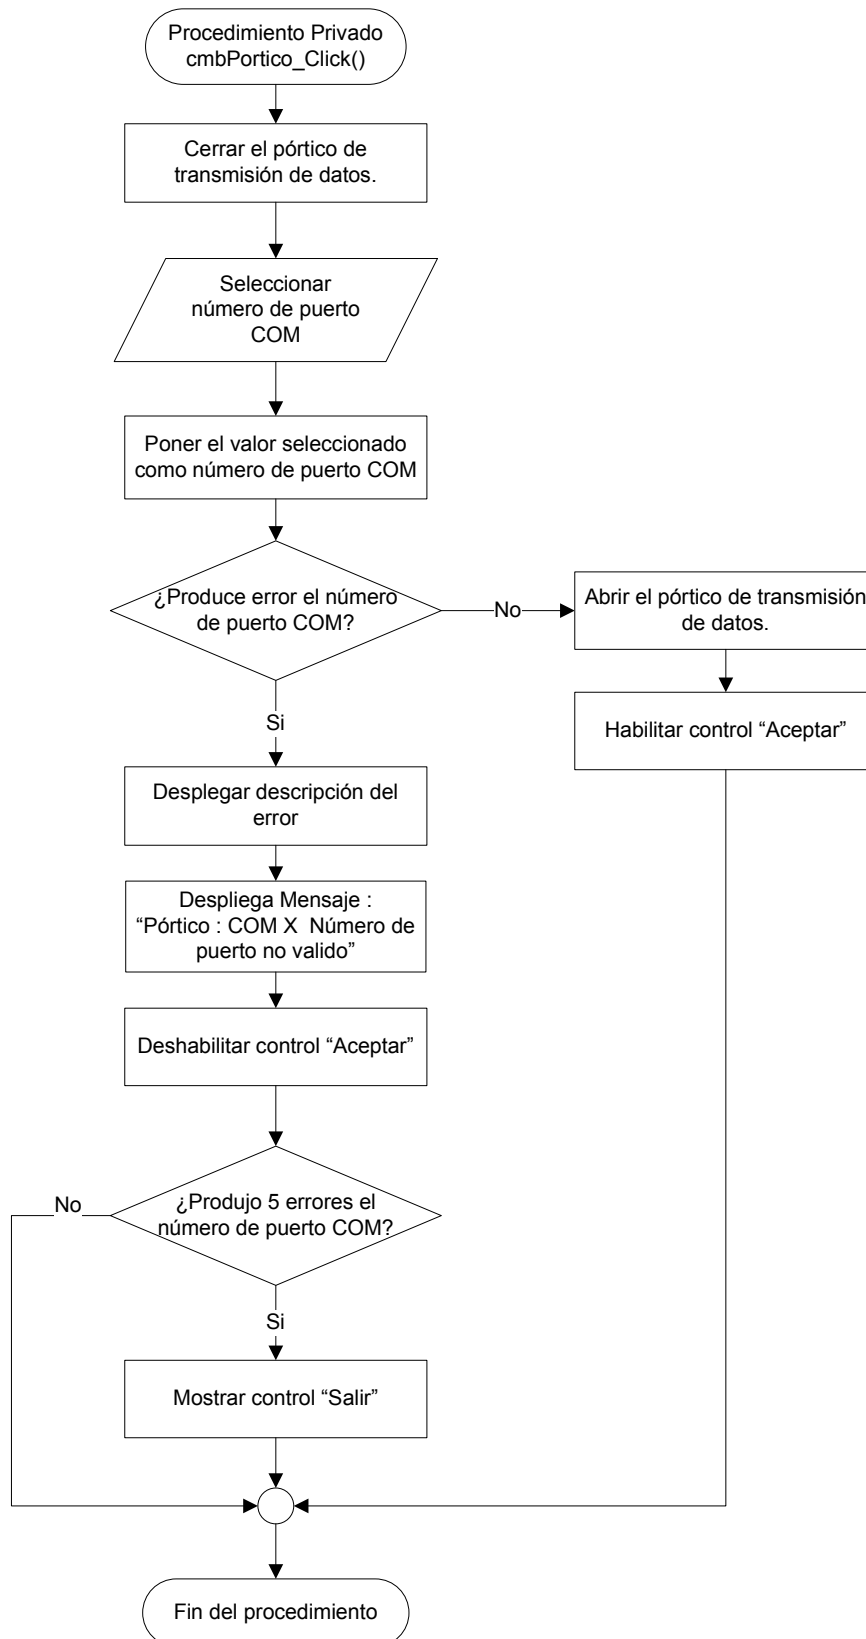 Procedimiento Privado
cmbPortico_Click()
Cerrar el pórtico de
transmisión de datos.
Seleccionar
número de puerto
COM
Poner el valor seleccionado
como número de puerto COM
¿Produce error el número
de puerto COM?
No
Abrir el pórtico de transmisión
de datos.
Habilitar control “Aceptar”
Si
Desplegar descripción del
error
Despliega Mensaje :
“Pórtico : COM X  Número de
puerto no valido”
Deshabilitar control “Aceptar”
¿Produjo 5 errores el
número de puerto COM?
No
Si
Mostrar control “Salir”
Fin del procedimiento